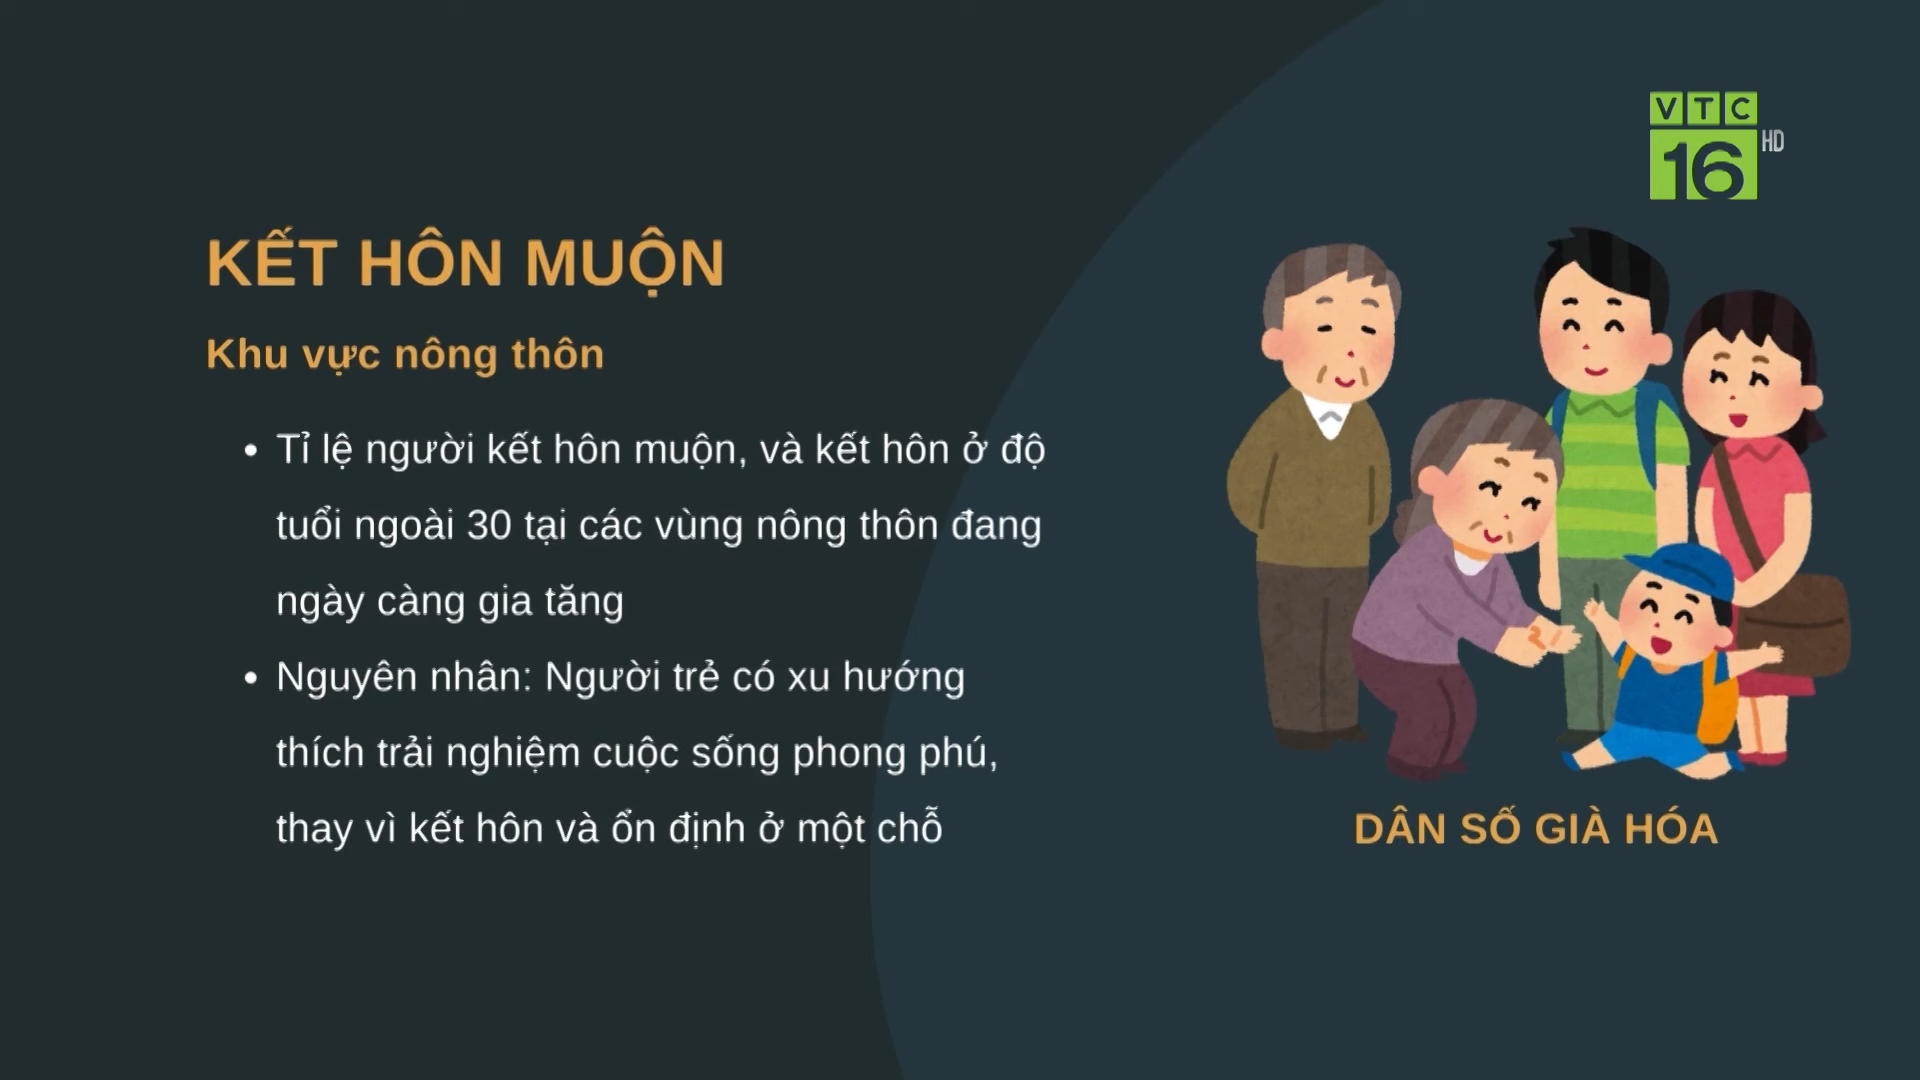 VTC
16 HD
KẾT HÔN MUỘN
Khu vực nông thôn
• Tỉ lệ người kết hôn muộn, và kết hôn ở độ
tuổi ngoài 30 tại các vùng nông thôn đang
ngày càng gia tăng
• Nguyên nhân: Người trẻ có xu hướng
thích trải nghiệm cuộc sống phong phú,
thay vì kết hôn và ổn định ở một chỗ
DÂN SỐ GIÀ HÓA